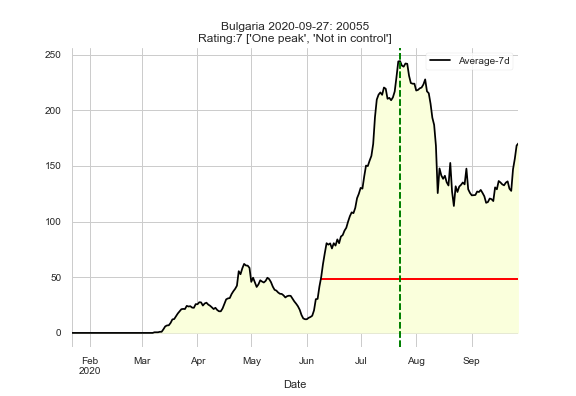 Bulgaria 2020-09-27: 20055
Rating:7 ['One peak', 'Not in control']
Average-7d
250
200
150
100
50
0
Feb Mar Apr May Jun Jul Aug Sep
2020
Date